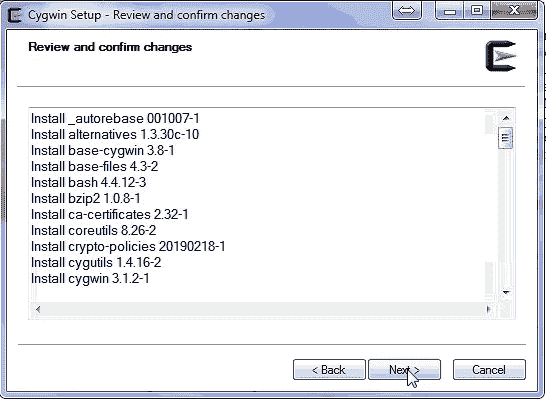 Cygwin Setup - Review and confirm changes
Review and confirm changes
Install _autorebase 001007-1
Install alternatives 1.3.30c-10
Install base-cygwin 3.8-1
Install base-files 4.3-2
Install bash 4.4.12-3
Install bzip2 1.0.8-1
Install ca-certificates 2.32-1
Install coreutils 8.26-2
Install crypto-policies 20190218-1
Install cygutils 1.4.16-2
Install cygwin 3.1.2-1
< Back Next > Cancel